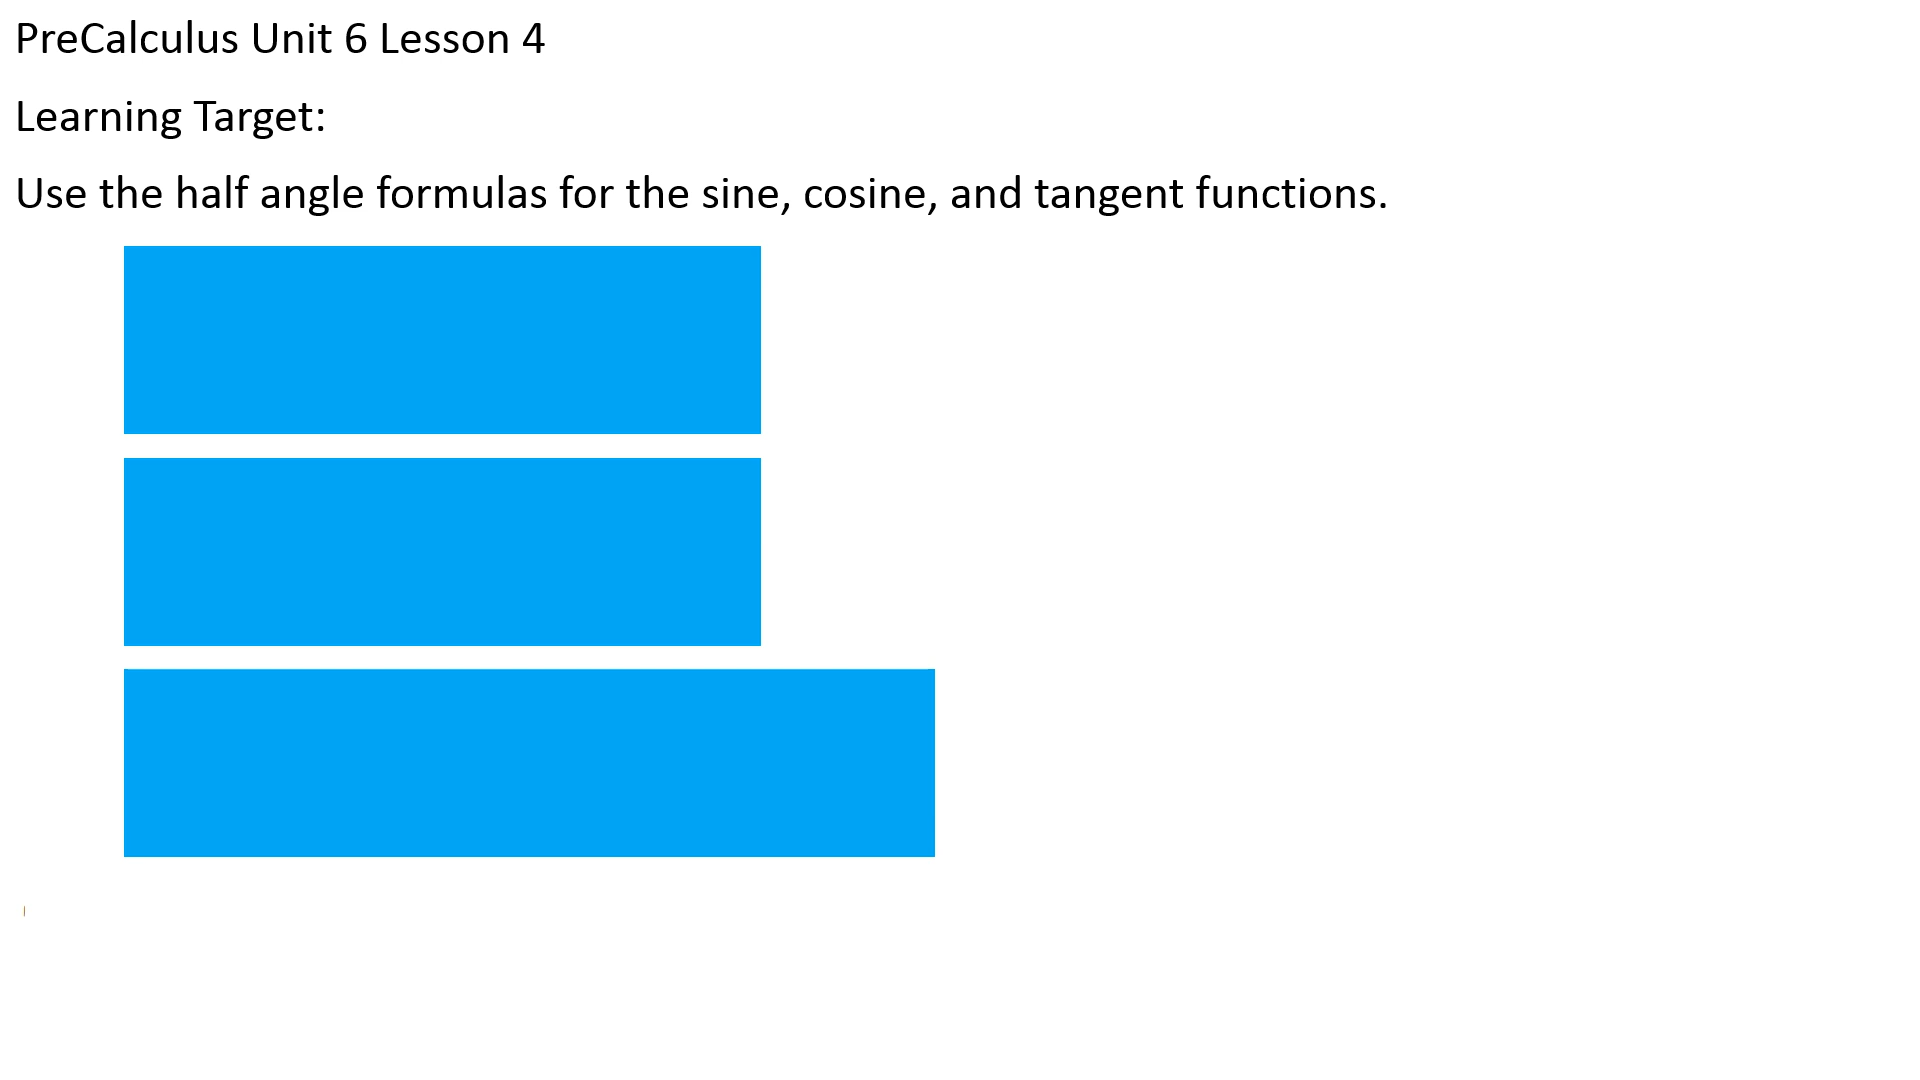 PreCalculus Unit 6 Lesson 4
Learning Target:
Use the half angle formulas for the sine, cosine, and tangent functions.